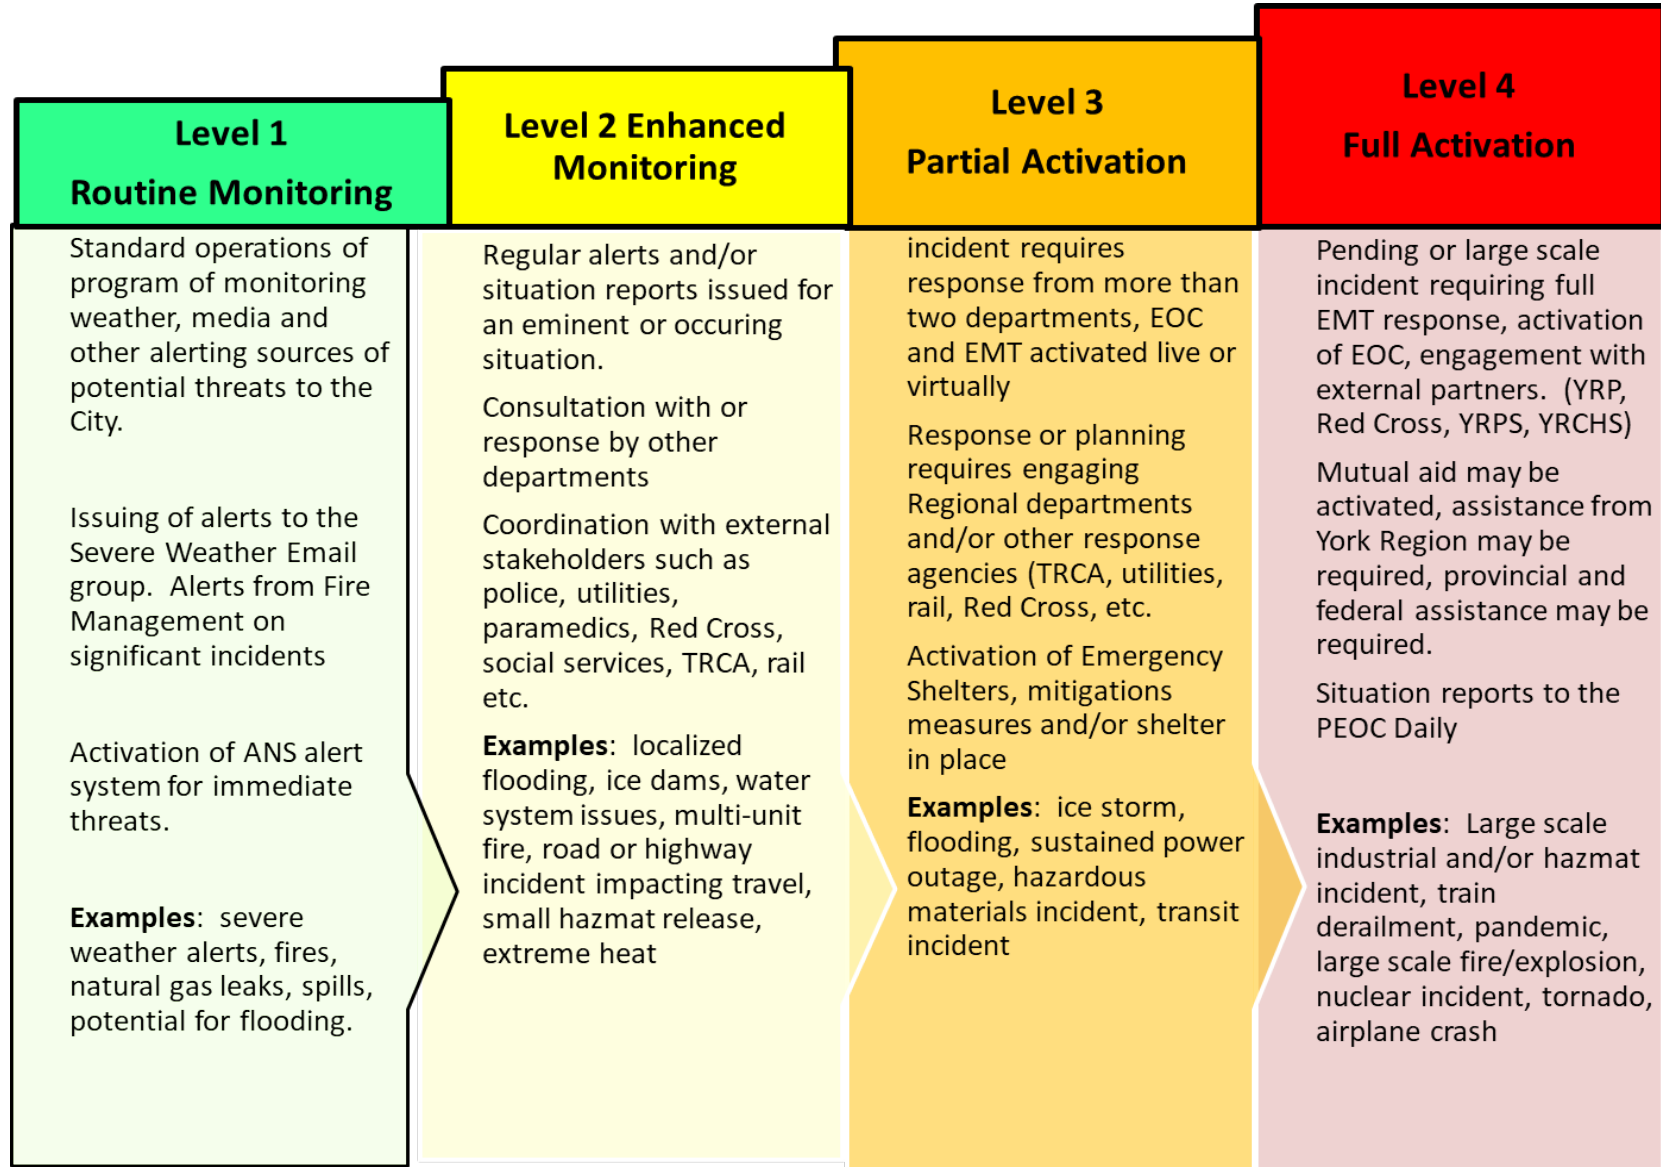 Level 1
Routine Monitoring
Standard operations of
program of monitoring
weather, media and
other alerting sources of
potential threats to the
City.
Issuing of alerts to the
Severe Weather Email
group.  Alerts from Fire
Management on
significant incidents
Activation of ANS alert
system for immediate
threats.
Examples:  severe
weather alerts, fires,
natural gas leaks, spills,
potential for flooding.
Level 2 Enhanced
Monitoring
Regular alerts and/or
situation reports issued for
an eminent or occuring
situation.
Consultation with or
response by other
departments
Coordination with external
stakeholders such as
police, utilities,
paramedics, Red Cross,
social services, TRCA, rail
etc.
Examples:  localized
flooding, ice dams, water
system issues, multi-unit
fire, road or highway
incident impacting travel,
small hazmat release,
extreme heat
Level 3
Partial Activation
incident requires
response from more than
two departments, EOC
and EMT activated live or
virtually
Response or planning
requires engaging
Regional departments
and/or other response
agencies (TRCA, utilities,
rail, Red Cross, etc.
Activation of Emergency
Shelters, mitigations
measures and/or shelter
in place
Examples:  ice storm,
flooding, sustained power
outage, hazardous
materials incident, transit
incident
Level 4
Full Activation
Pending or large scale
incident requiring full
EMT response, activation
of EOC, engagement with
external partners.  (YRP,
Red Cross, YRPS, YRCHS)
Mutual aid may be
activated, assistance from
York Region may be
required, provincial and
federal assistance may be
required.
Situation reports to the
PEOC Daily
Examples:  Large scale
industrial and/or hazmat
incident, train
derailment, pandemic,
large scale fire/explosion,
nuclear incident, tornado,
airplane crash